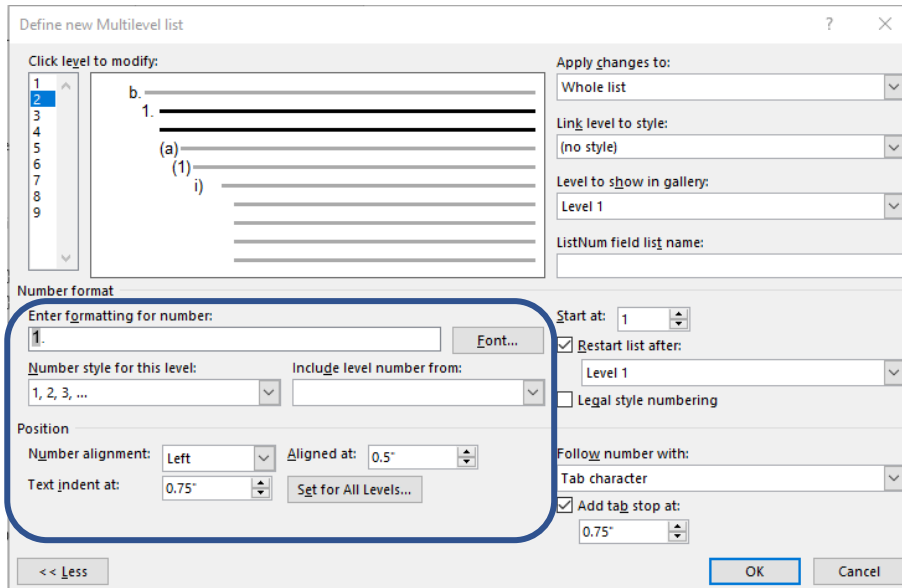 Define new Multilevel list ? ×
Click level to modify:
1
2
3
4
5
6
7
8
9
b.
1.
(a)
(1)
i)
Apply changes to:
Whole list
Link level to style:
(no style)
Level to show in gallery:
Level 1
ListNum field list name:
Number format
Enter formatting for number:
1.
Font...
Number style for this level:
1, 2, 3, ...
Include level number from:
Start at: 1
Restart list after:
Level 1
Legal style numbering
Position
Number alignment: Left
Aligned at: 0.5"
Text indent at: 0.75"
Set for All Levels...
Follow number with:
Tab character
Add tab stop at:
0.75"
<< Less
OK
Cancel